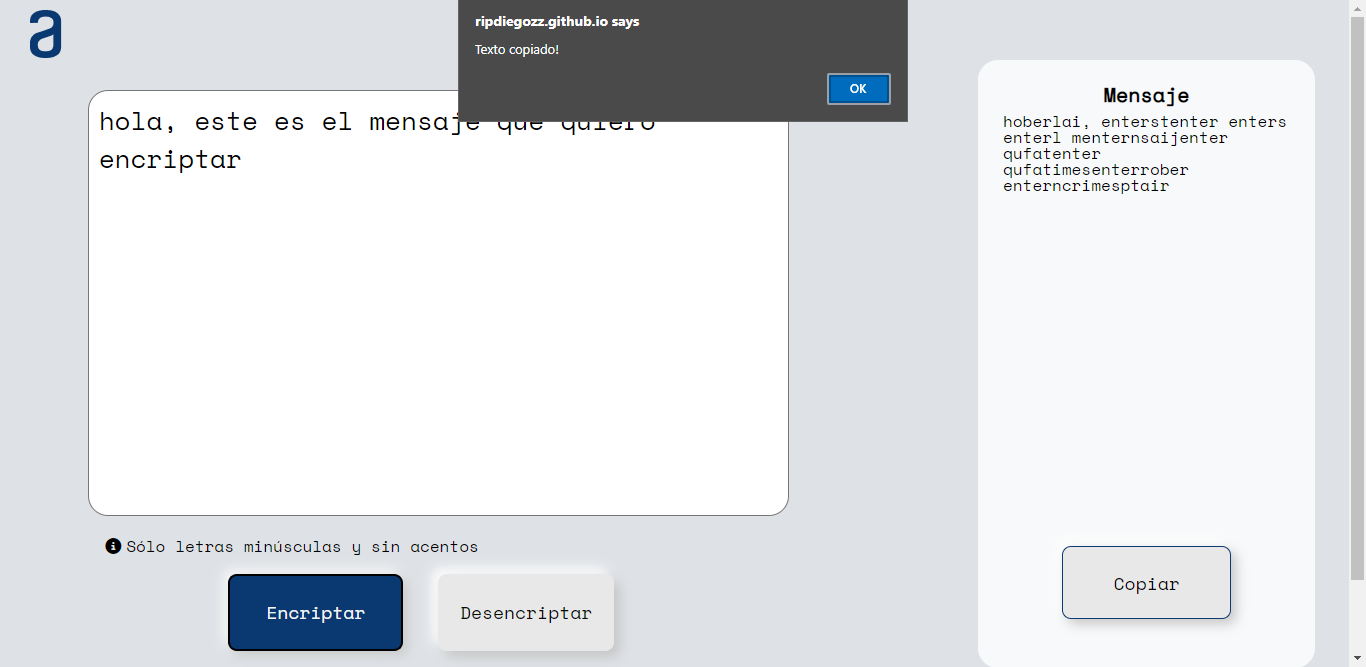 a
ripdiegozz.github.io says
Texto copiado!
OK
hola, este es el mensaje que quiero
encriptar
Sólo letras minúsculas y sin acentos
Encriptar
Desencriptar
Mensaje
hoberlai, enterstenter enters
enterl menternsaijenter
qufatenter
qufatimesenterrober
enterncrimesptair
Copiar